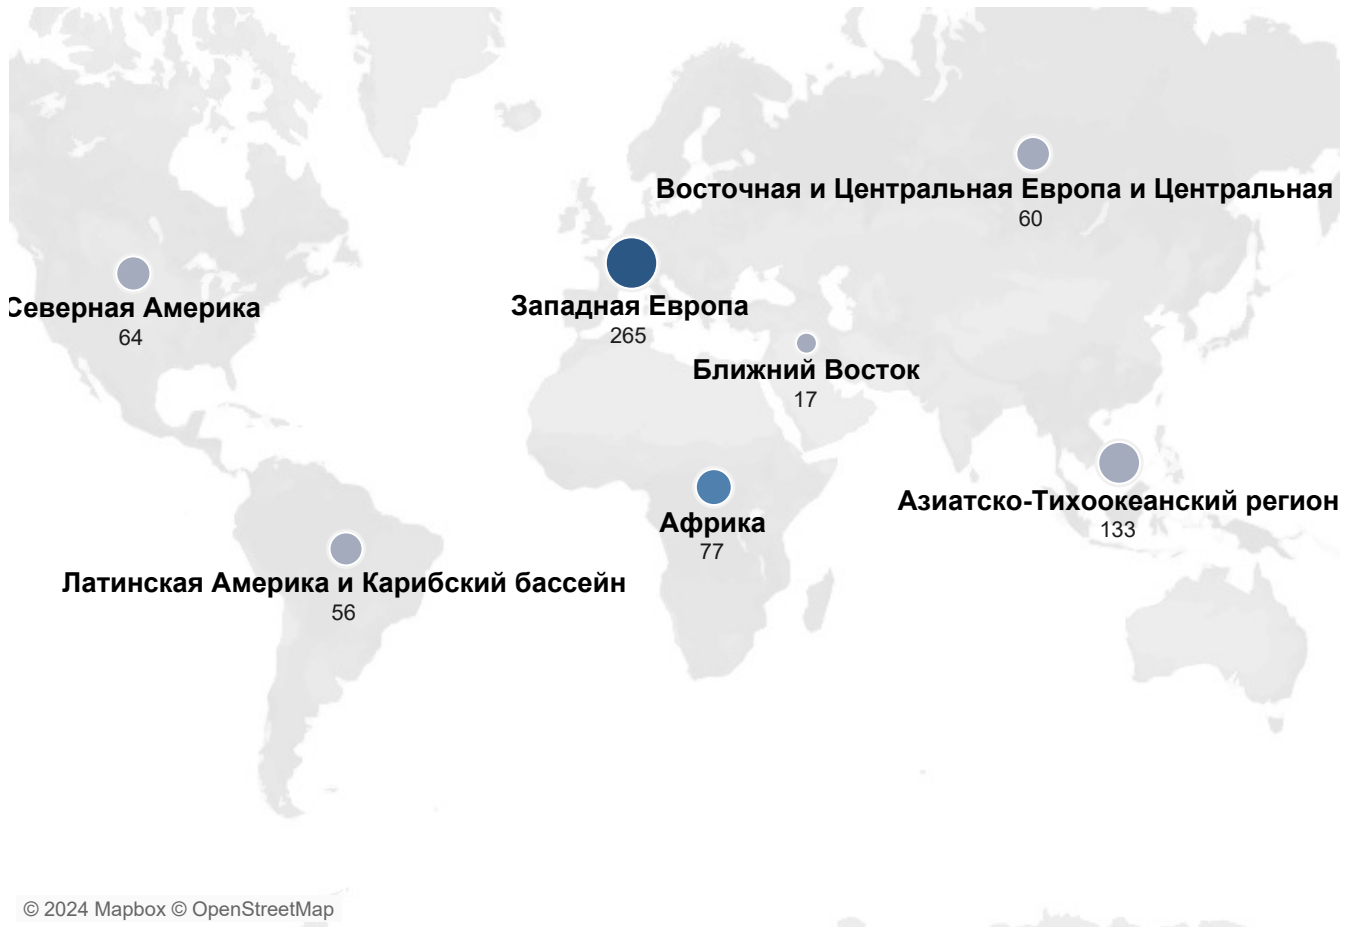 Восточная и Центральная Европа и Центральная
60
Северная Америка
64
Западная Европа
265
Ближний Восток
17
Азиатско-Тихоокеанский регион
133
Африка
77
Латинская Америка и Карибский бассейн
56
© 2024 Mapbox © OpenStreetMap